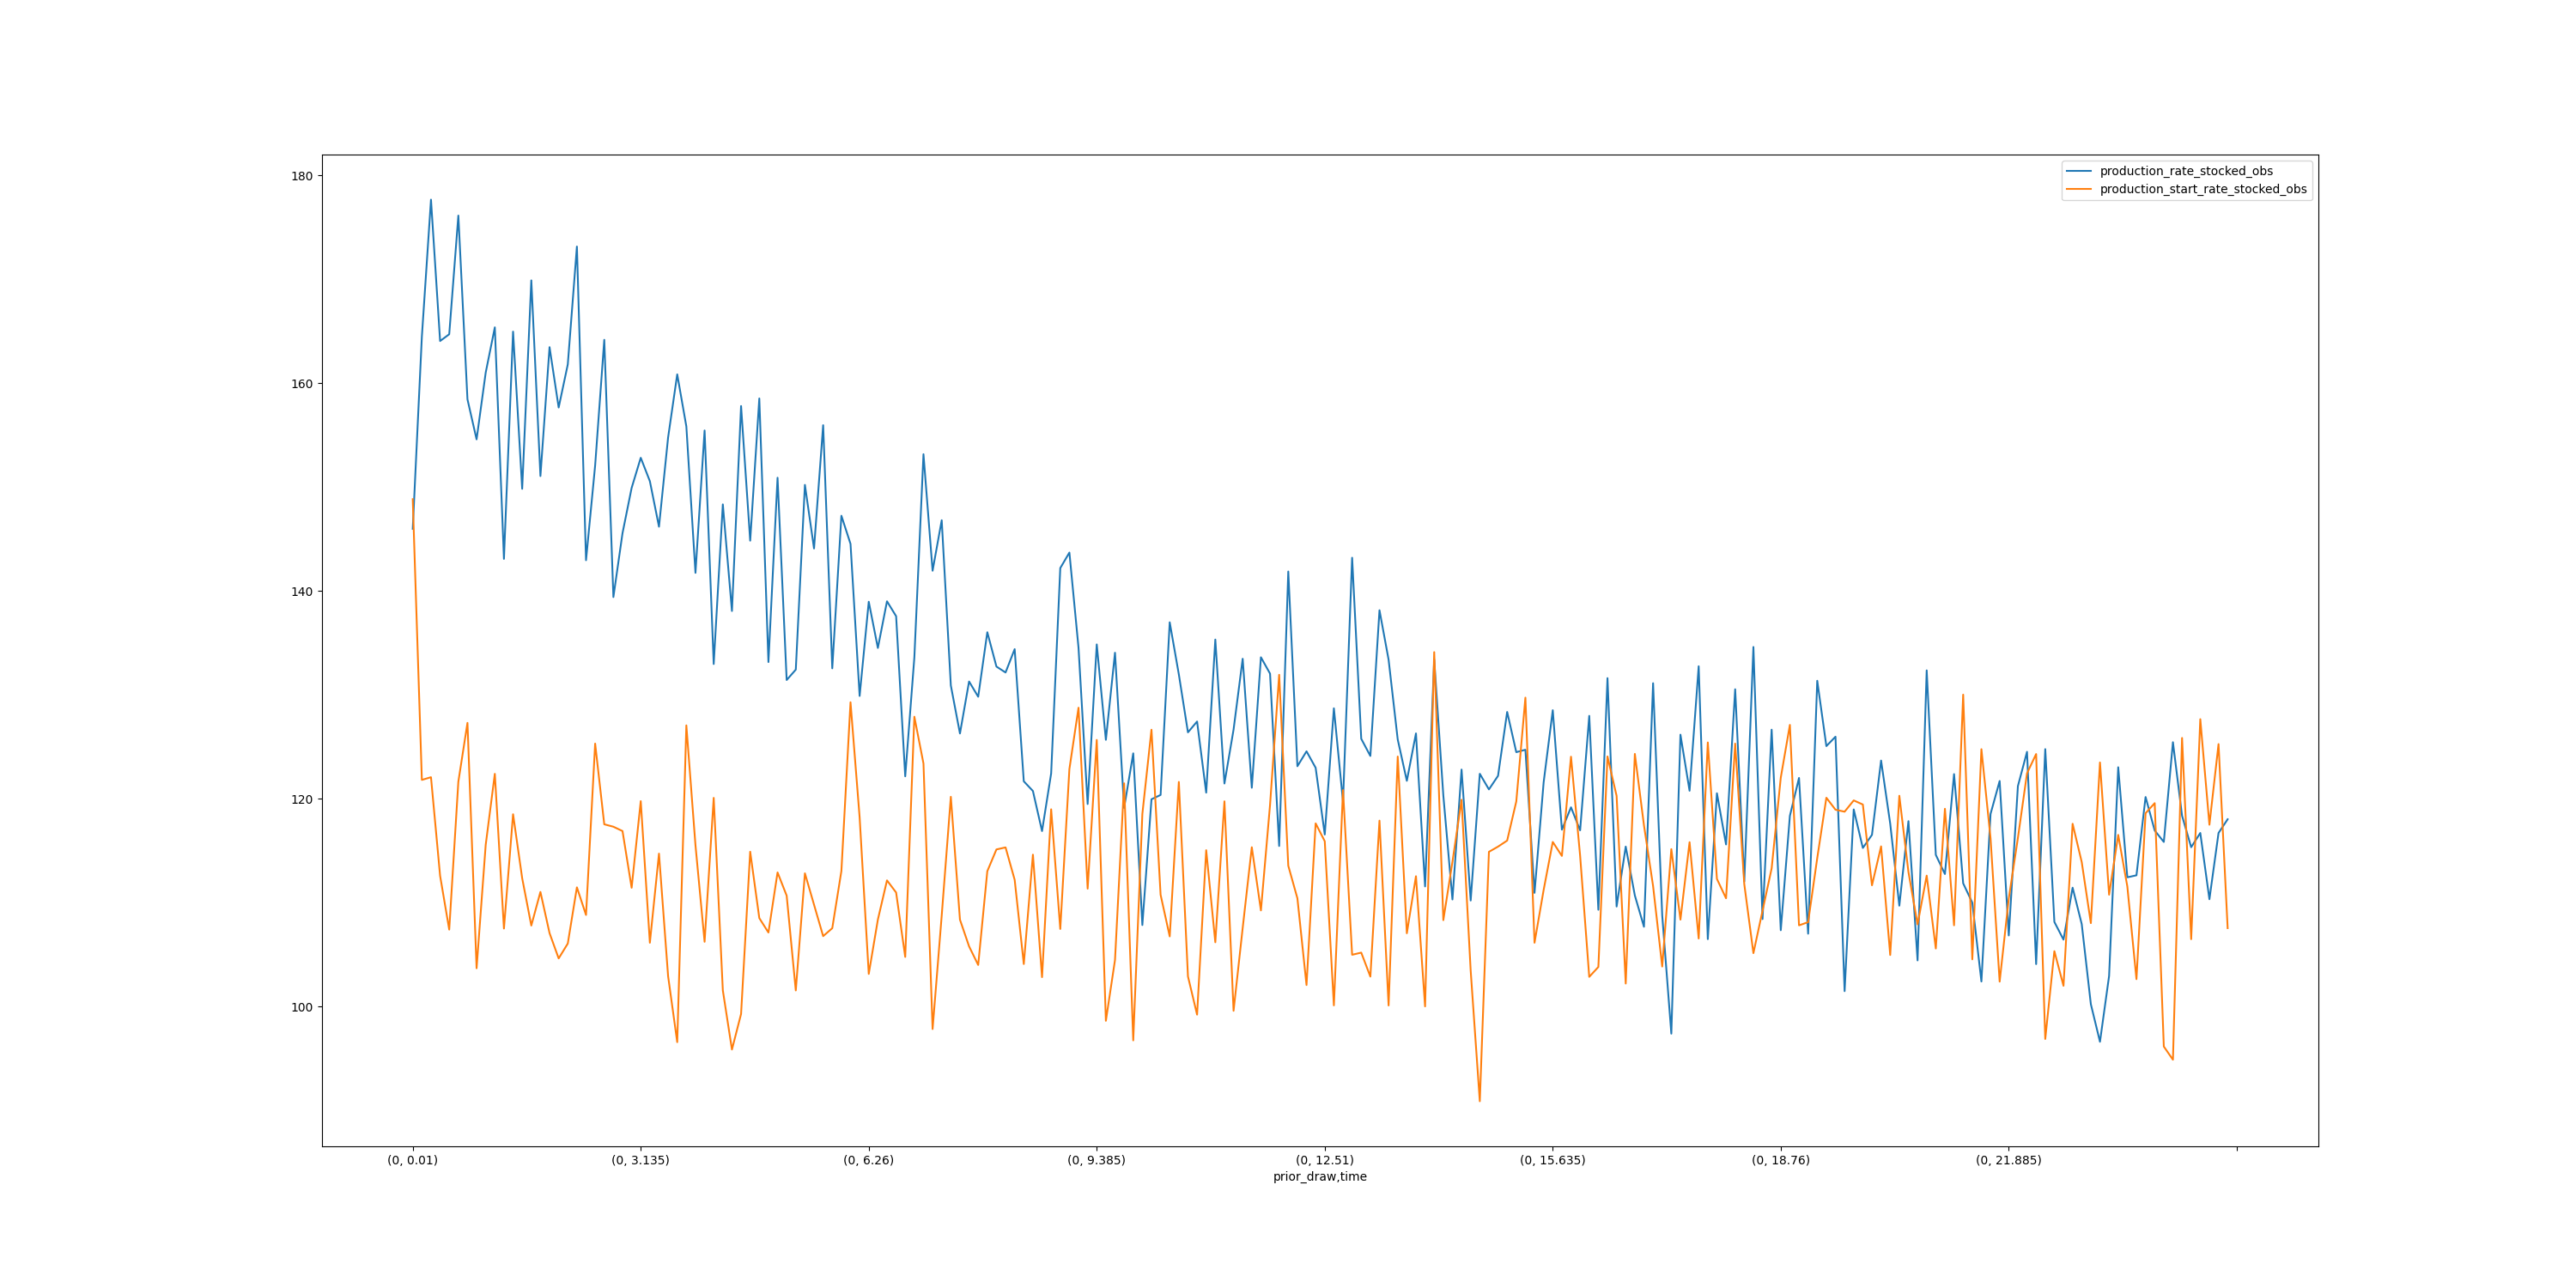 production_rate_stocked_obs
production_start_rate_stocked_obs
180
160
140
120
100
(0, 0.01) (0, 3.135) (0, 6.26) (0, 9.385) (0, 12.51) (0, 15.635) (0, 18.76) (0, 21.885)
prior_draw,time